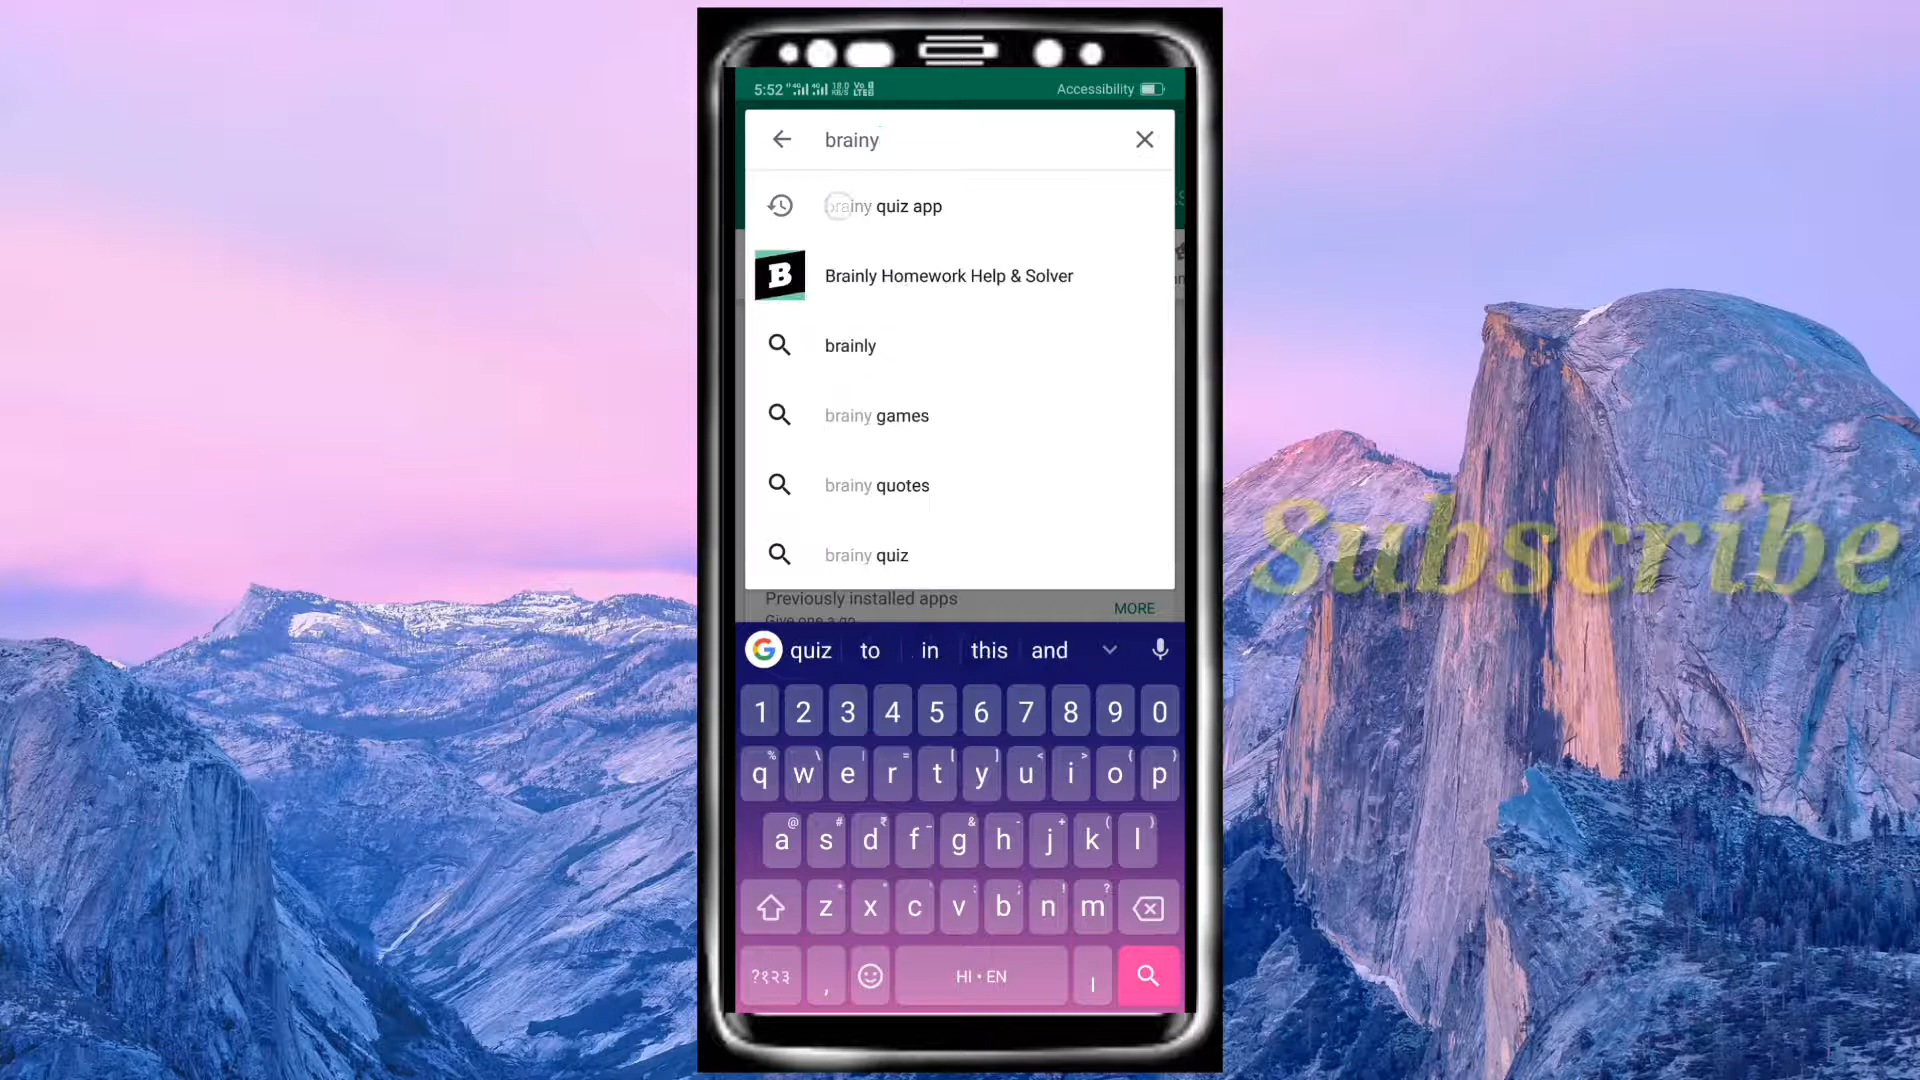 5:52 Accessibility
brainy
brainy quiz app
B Brainly Homework Help & Solver
brainly
brainy games
brainy quotes
brainy quiz
Previously installed apps
MORE
Give one a go
Subscribe
G quiz to in this and
1 2 3 4 5 6 7 8 9 0
q w e r t y u i o p
a s d f g h j k l
z x c v b n m
?१२३ , HI • EN ।